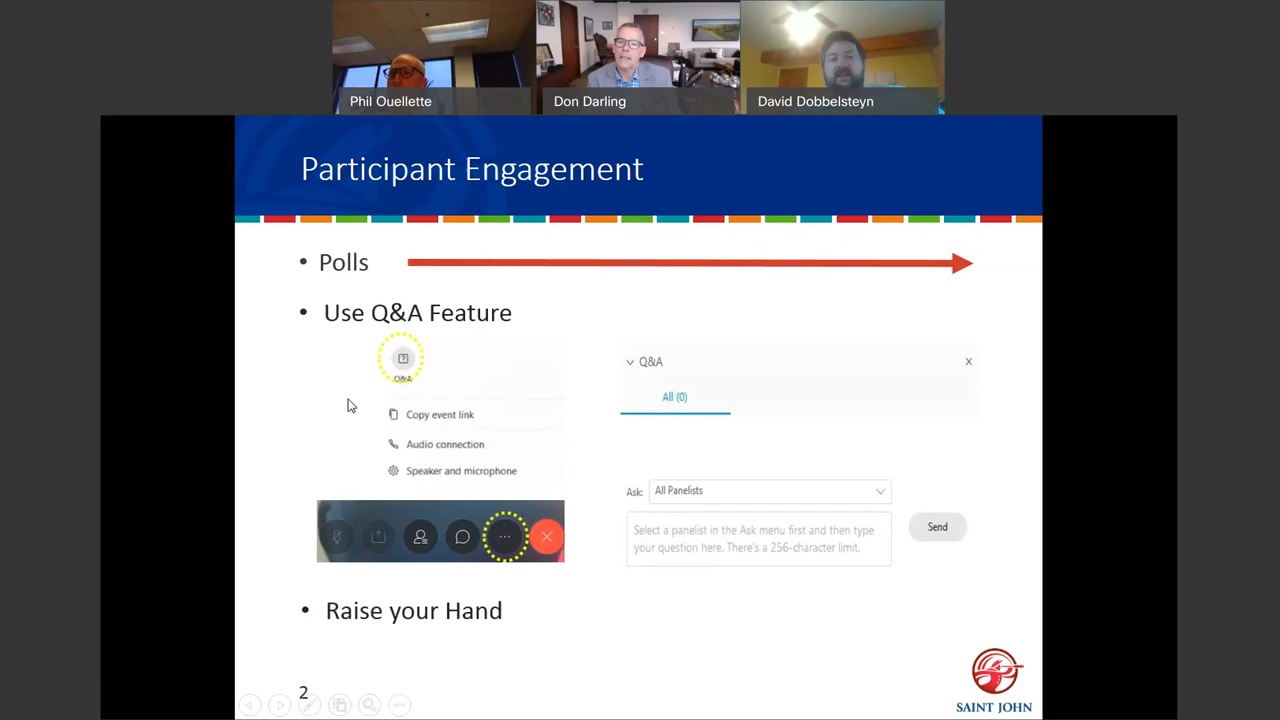 Phil Ouellette
Don Darling
David Dobbelsteyn
Participant Engagement
• Polls
• Use Q&A Feature
Q&A
Copy event link
Audio connection
Speaker and microphone
Q&A
All (0)
Ask: All Panelists
Select a panelist in the Ask menu first and then type
your question here. There's a 256-character limit.
Send
• Raise your Hand
2
SAINT JOHN